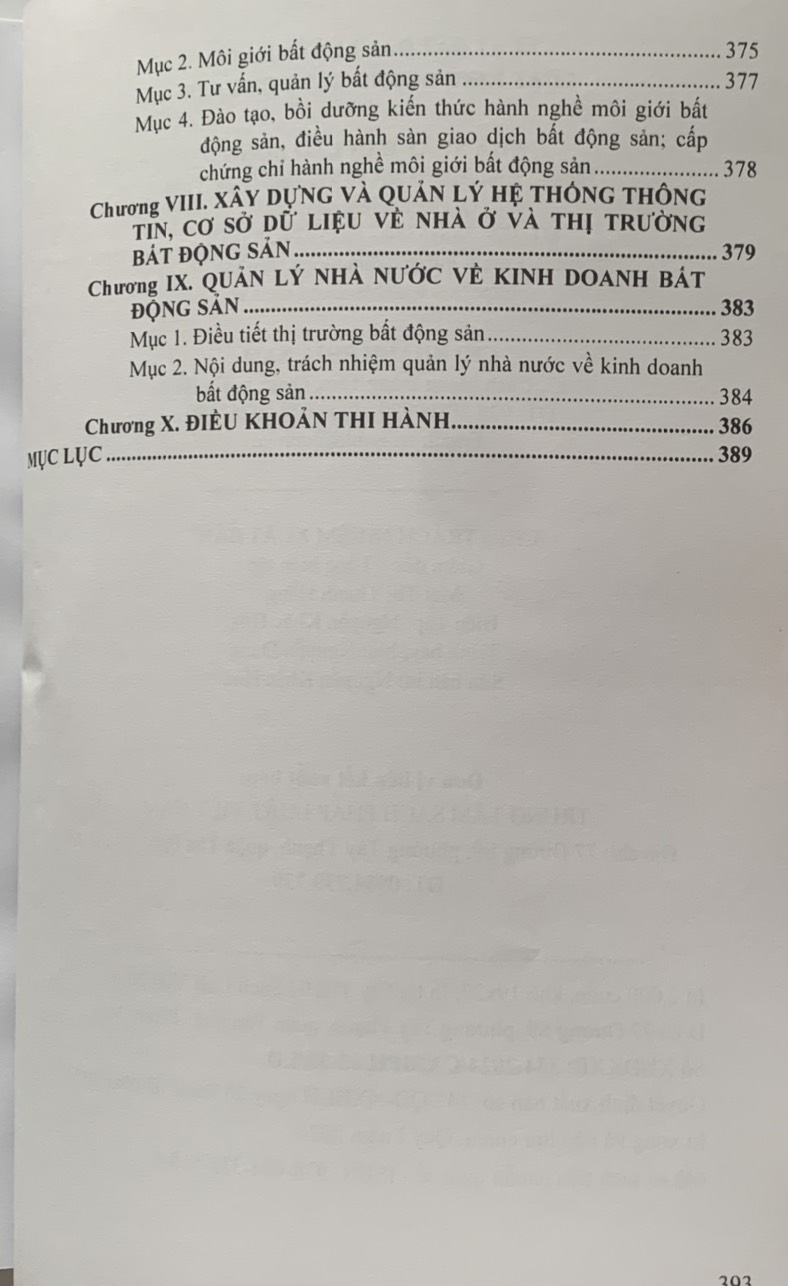 Mục 2. Môi giới bất động sản.......... 375
Mục 3. Tư vấn, quản lý bất động sản .......... 377
Mục 4. Đào tạo, bồi dưỡng kiến thức hành nghề môi giới bất
động sản, điều hành sàn giao dịch bất động sản; cấp
chứng chỉ hành nghề môi giới bất động sản.......... 378
Chương VIII. XÂY DỰNG VÀ QUẢN LÝ HỆ THỐNG THÔNG
TIN, CƠ SỞ DỮ LIỆU VỀ NHÀ Ở VÀ THỊ TRƯỜNG
BẤT ĐỘNG SẢN.......... 379
Chương IX. QUẢN LÝ NHÀ NƯỚC VỀ KINH DOANH BẤT
ĐỘNG SẢN.......... 383
Mục 1. Điều tiết thị trường bất động sản.......... 383
Mục 2. Nội dung, trách nhiệm quản lý nhà nước về kinh doanh
bất động sản.......... 384
Chương X. ĐIỀU KHOẢN THI HÀNH.......... 386
MỤC LỤC.......... 389
393